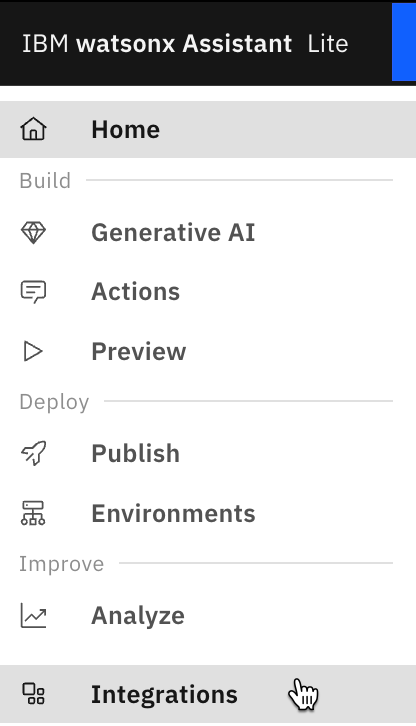 IBM watsonx Assistant Lite
Home
Build
Generative AI
Actions
Preview
Deploy
Publish
Environments
Improve
Analyze
Integrations